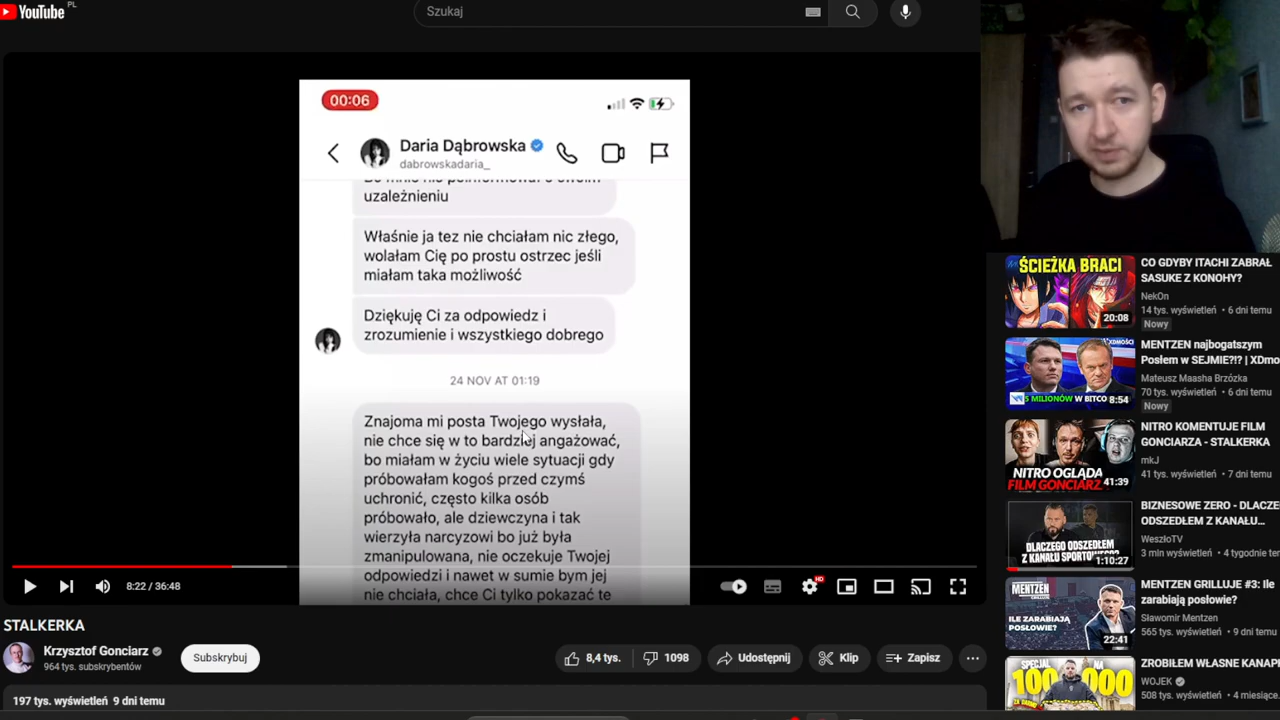 YouTube PL
Szukaj
00:06
Daria Dąbrowska
dabrowskadaria_
uzależnieniu
Właśnie ja tez nie chciałam nic złego,
wolałam Cię po prostu ostrzec jeśli
miałam taka możliwość
Dziękuję Ci za odpowiedz i
zrozumienie i wszystkiego dobrego
24 NOV AT 01:19
Znajoma mi posta Twojego wysłała,
nie chce się w to bardziej angażować,
bo miałam w życiu wiele sytuacji gdy
próbowałam kogoś przed czymś
uchronić, często kilka osób
próbowało, ale dziewczyna i tak
wierzyła narcyzowi bo już była
zmanipulowana, nie oczekuje Twojej
odpowiedzi i nawet w sumie bym jej
nie chciała, chce Ci tylko pokazać te
8:22 / 36:48
HD
STALKERKA
Krzysztof Gonciarz
964 tys. subskrybentów
Subskrybuj
8,4 tys.
1098
Udostępnij
Klip
Zapisz
197 tys. wyświetleń 9 dni temu
ŚCIEŻKA BRACI
20:08
CO GDYBY ITACHI ZABRAŁ
SASUKE Z KONOHY?
NekOn
14 tys. wyświetleń • 6 dni temu
Nowy
XDMOŚCI
5 MILIONÓW W BITCO
8:54
MENTZEN najbogatszym
Posłem w SEJMIE?!? | XDmo
Mateusz Maasha Brzózka
70 tys. wyświetleń • 6 dni temu
Nowy
NITRO OGLĄDA
FILM GONCIARZ
41:39
NITRO KOMENTUJE FILM
GONCIARZA - STALKERKA
mkJ
41 tys. wyświetleń • 7 dni temu
DLACZEGO ODSZEDŁEM
Z KANAŁU SPORTOWEGO?
1:10:27
BIZNESOWE ZERO - DLACZE
ODSZEDŁEM Z KANAŁU
WeszłoTV
3 mln wyświetleń • 4 tygodnie te
MENTZEN
GRILLUJE
ILE ZARABIAJĄ
POSŁOWIE?
22:41
MENTZEN GRILLUJE #3: Ile
zarabiają posłowie?
Sławomir Mentzen
565 tys. wyświetleń • 9 dni temu
SPECJAL NA
100 000
ZROBIŁEM WŁASNE KANAP
WOJEK
508 tys. wyświetleń • 4 miesiące